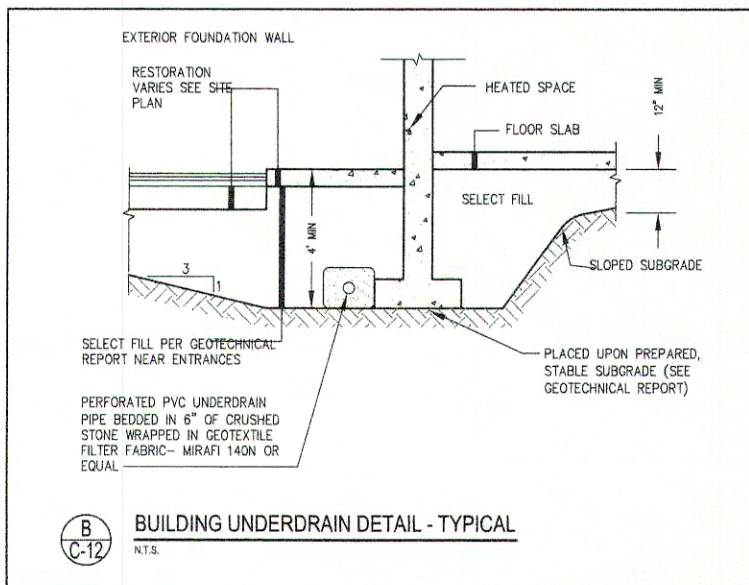 EXTERIOR FOUNDATION WALL
RESTORATION
VARIES SEE SITE
PLAN
HEATED SPACE
FLOOR SLAB
12" MIN
SELECT FILL
4' MIN
SLOPED SUBGRADE
3
1
SELECT FILL PER GEOTECHNICAL
REPORT NEAR ENTRANCES
PLACED UPON PREPARED,
STABLE SUBGRADE (SEE
GEOTECHNICAL REPORT)
PERFORATED PVC UNDERDRAIN
PIPE BEDDED IN 6" OF CRUSHED
STONE WRAPPED IN GEOTEXTILE
FILTER FABRIC- MIRAFI 140N OR
EQUAL
B
C-12
BUILDING UNDERDRAIN DETAIL - TYPICAL
N.T.S.